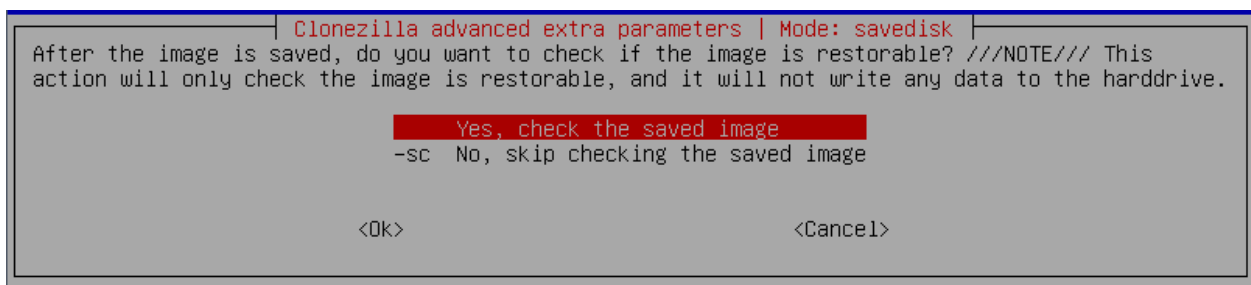 Clonezilla advanced extra parameters | Mode: savedisk
After the image is saved, do you want to check if the image is restorable? ///NOTE/// This
action will only check the image is restorable, and it will not write any data to the harddrive.
Yes, check the saved image
-sc No, skip checking the saved image
<Ok> <Cancel>